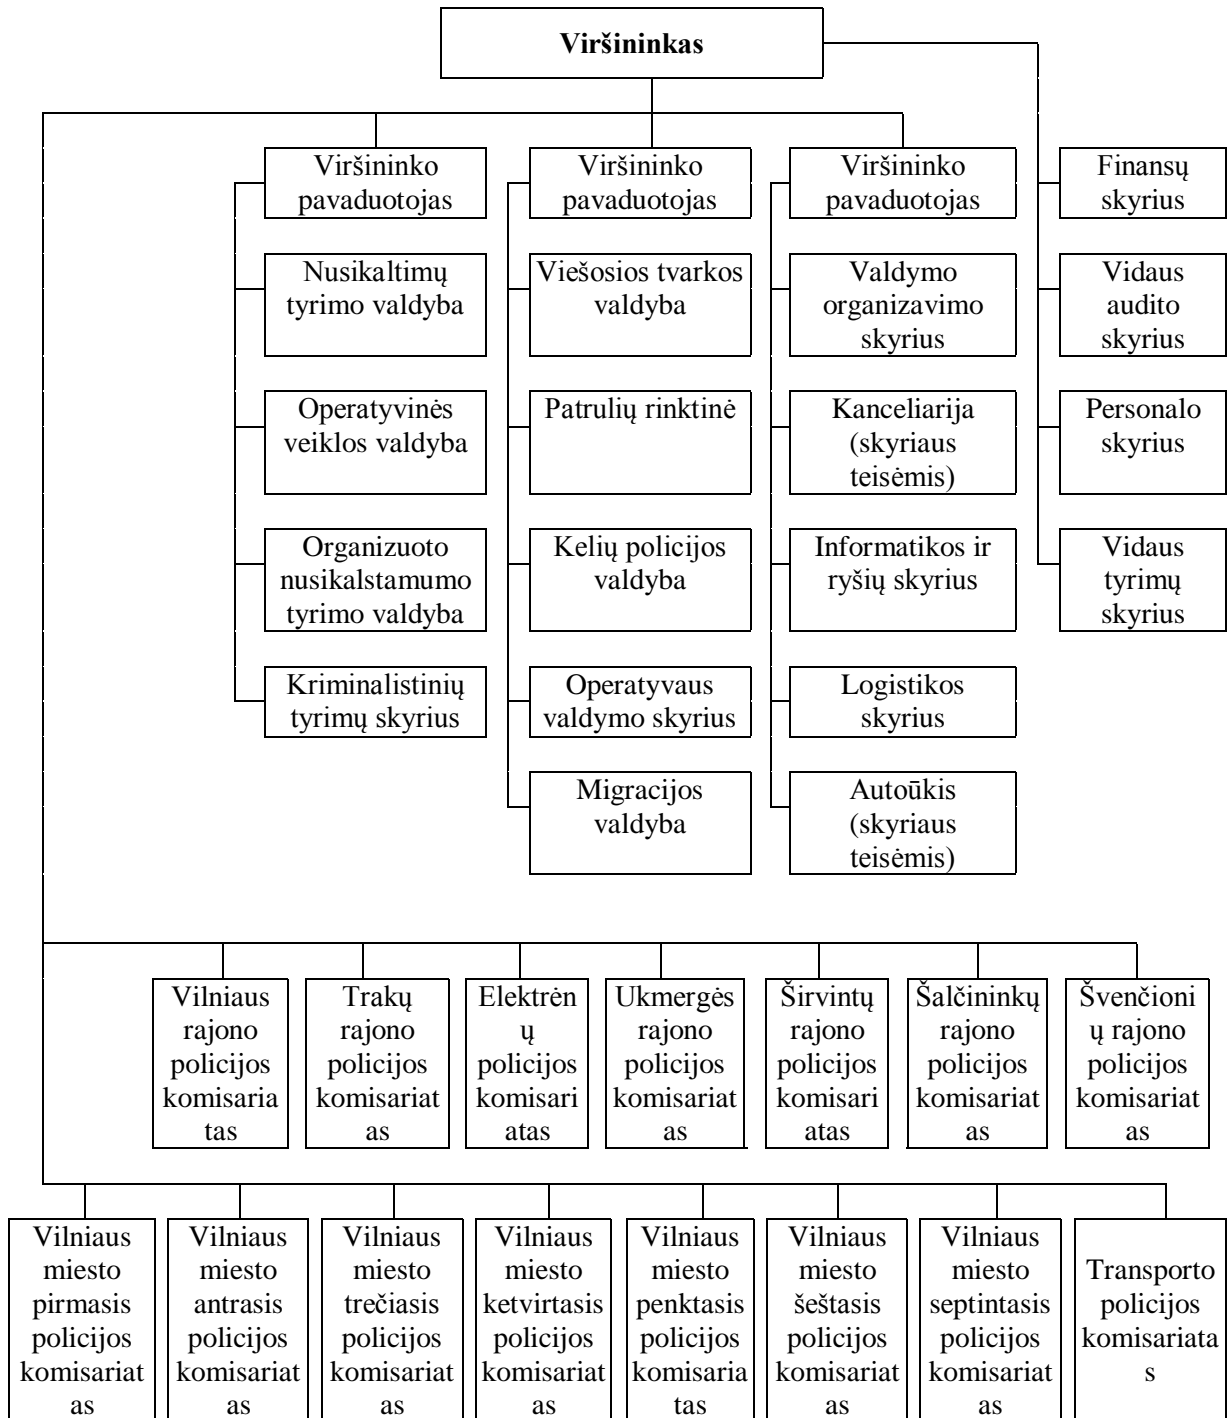 Viršininkas
Viršininko
pavaduotojas
Nusikaltimų
tyrimo valdyba
Operatyvinės
veiklos valdyba
Organizuoto
nusikalstamumo
tyrimo valdyba
Kriminalistinių
tyrimų skyrius
Viršininko
pavaduotojas
Viešosios tvarkos
valdyba
Patrulių rinktinė
Kelių policijos
valdyba
Operatyvaus
valdymo skyrius
Migracijos
valdyba
Viršininko
pavaduotojas
Valdymo
organizavimo
skyrius
Kanceliarija
(skyriaus
teisėmis)
Informatikos ir
ryšių skyrius
Logistikos
skyrius
Autoūkis
(skyriaus
teisėmis)
Finansų
skyrius
Vidaus
audito
skyrius
Personalo
skyrius
Vidaus
tyrimų
skyrius
Vilniaus
rajono
policijos
komisaria
tas
Trakų
rajono
policijos
komisariat
as
Elektrėn
ų
policijos
komisari
atas
Ukmergės
rajono
policijos
komisariat
as
Širvintų
rajono
policijos
komisari
atas
Šalčininkų
rajono
policijos
komisariat
as
Švenčioni
ų rajono
policijos
komisariat
as
Vilniaus
miesto
pirmasis
policijos
komisariat
as
Vilniaus
miesto
antrasis
policijos
komisariat
as
Vilniaus
miesto
trečiasis
policijos
komisariat
as
Vilniaus
miesto
ketvirtasis
policijos
komisariat
as
Vilniaus
miesto
penktasis
policijos
komisaria
tas
Vilniaus
miesto
šeštasis
policijos
komisariat
as
Vilniaus
miesto
septintasis
policijos
komisariat
as
Transporto
policijos
komisariata
s